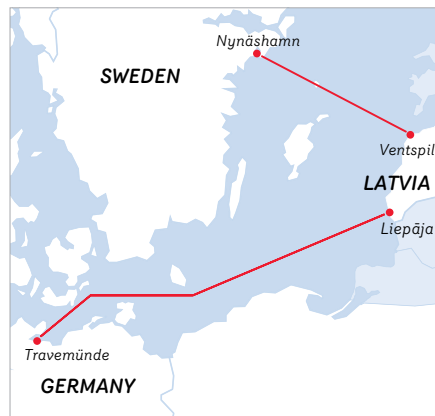 Nynäshamn
SWEDEN
Ventspil
LATVIA
Liepāja
Travemünde
GERMANY